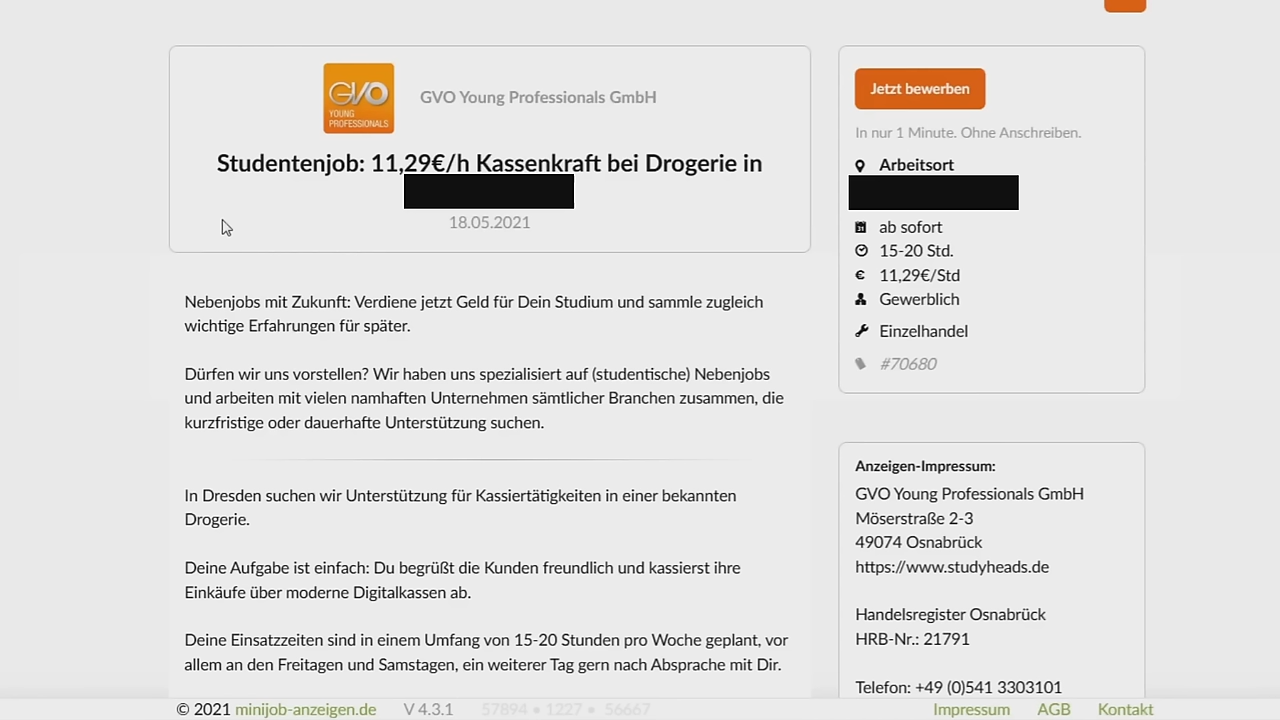 GVO
YOUNG
PROFESSIONALS
GVO Young Professionals GmbH
Studentenjob: 11,29€/h Kassenkraft bei Drogerie in
18.05.2021
Nebenjobs mit Zukunft: Verdiene jetzt Geld für Dein Studium und sammle zugleich
wichtige Erfahrungen für später.
Dürfen wir uns vorstellen? Wir haben uns spezialisiert auf (studentische) Nebenjobs
und arbeiten mit vielen namhaften Unternehmen sämtlicher Branchen zusammen, die
kurzfristige oder dauerhafte Unterstützung suchen.
In Dresden suchen wir Unterstützung für Kassiertätigkeiten in einer bekannten
Drogerie.
Deine Aufgabe ist einfach: Du begrüßt die Kunden freundlich und kassierst ihre
Einkäufe über moderne Digitalkassen ab.
Deine Einsatzzeiten sind in einem Umfang von 15-20 Stunden pro Woche geplant, vor
allem an den Freitagen und Samstagen, ein weiterer Tag gern nach Absprache mit Dir.
Jetzt bewerben
In nur 1 Minute. Ohne Anschreiben.
Arbeitsort
ab sofort
15-20 Std.
11,29€/Std
Gewerblich
Einzelhandel
#70680
Anzeigen-Impressum:
GVO Young Professionals GmbH
Möserstraße 2-3
49074 Osnabrück
https://www.studyheads.de
Handelsregister Osnabrück
HRB-Nr.: 21791
Telefon: +49 (0)541 3303101
© 2021 minijob-anzeigen.de V 4.3.1 57894 • 1227 • 56667 Impressum AGB Kontakt